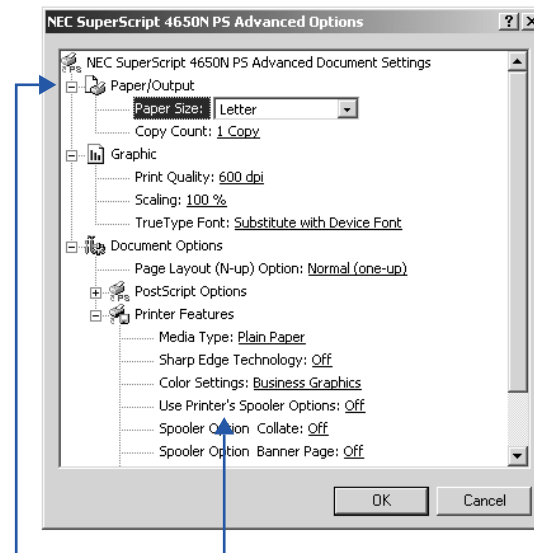 NEC SuperScript 4650N PS Advanced Options
NEC SuperScript 4650N PS Advanced Document Settings
Paper/Output
Paper Size: Letter
Copy Count: 1 Copy
Graphic
Print Quality: 600 dpi
Scaling: 100 %
TrueType Font: Substitute with Device Font
Document Options
Page Layout (N-up) Option: Normal (one-up)
PostScript Options
Printer Features
Media Type: Plain Paper
Sharp Edge Technology: Off
Color Settings: Business Graphics
Use Printer's Spooler Options: Off
Spooler Option Collate: Off
Spooler Option Banner Page: Off
OK Cancel